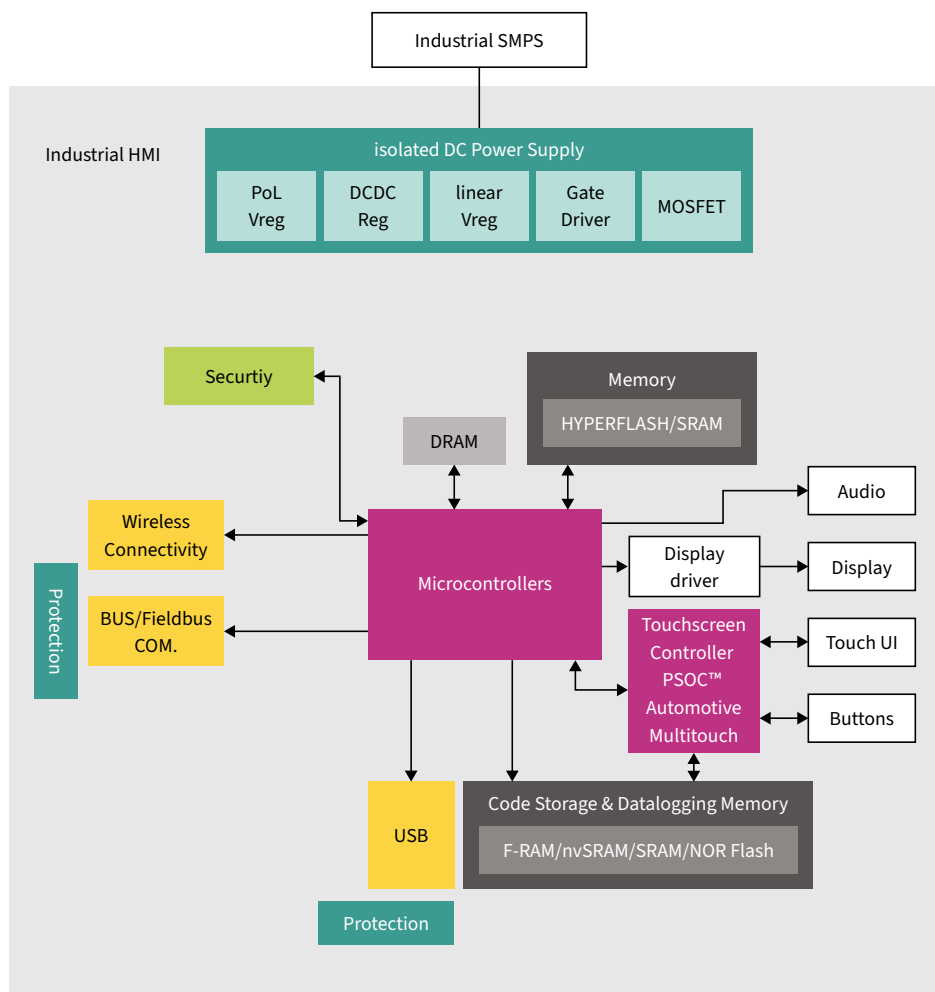 Industrial SMPS
Industrial HMI
isolated DC Power Supply
PoL
Vreg
DCDC
Reg
linear
Vreg
Gate
Driver
MOSFET
Securtiy
Memory
HYPERFLASH/SRAM
DRAM
Audio
Wireless
Connectivity
Microcontrollers
Display
driver
Display
Protection
BUS/Fieldbus
COM.
Touchscreen
Controller
PSOC™
Automotive
Multitouch
Touch UI
Buttons
USB
Code Storage & Datalogging Memory
F-RAM/nvSRAM/SRAM/NOR Flash
Protection